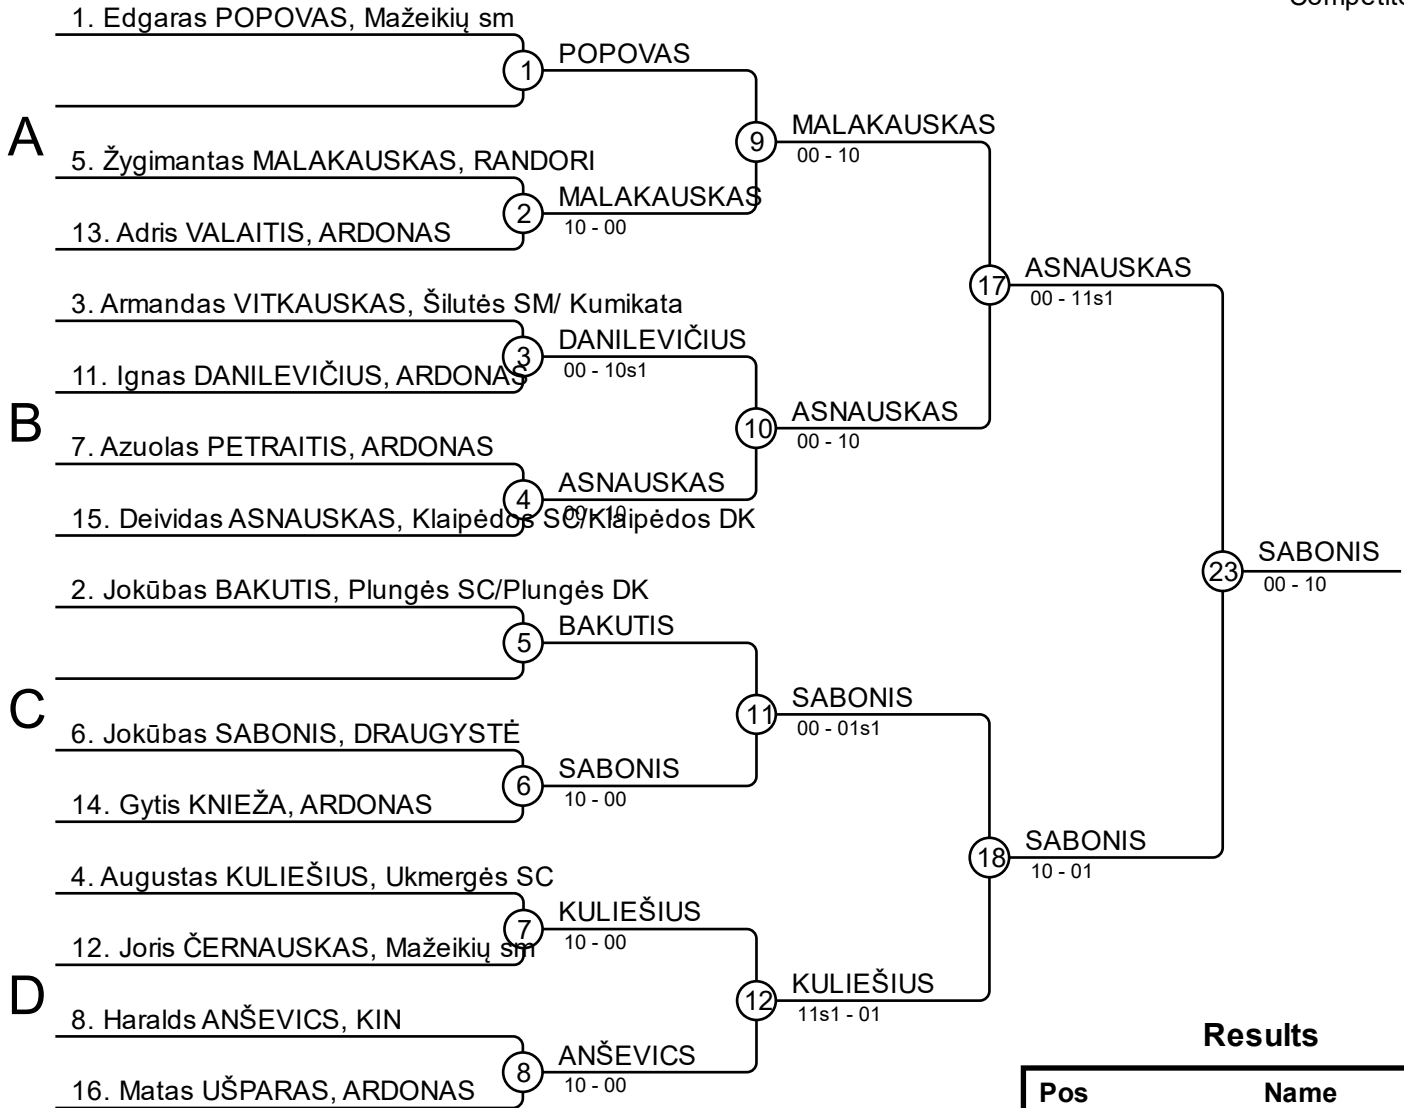 1. Edgaras POPOVAS, Mažeikių sm
1
POPOVAS
A
9
MALAKAUSKAS
00 - 10
5. Žygimantas MALAKAUSKAS, RANDORI
2
MALAKAUSKAS
10 - 00
13. Adris VALAITIS, ARDONAS
17
ASNAUSKAS
00 - 11s1
3. Armandas VITKAUSKAS, Šilutės SM/ Kumikata
3
DANILEVIČIUS
00 - 10s1
11. Ignas DANILEVIČIUS, ARDONAS
B
10
ASNAUSKAS
00 - 10
7. Azuolas PETRAITIS, ARDONAS
4
ASNAUSKAS
00 - 10
15. Deividas ASNAUSKAS, Klaipėdos SC/Klaipėdos DK
23
SABONIS
00 - 10
2. Jokūbas BAKUTIS, Plungės SC/Plungės DK
5
BAKUTIS
C
11
SABONIS
00 - 01s1
6. Jokūbas SABONIS, DRAUGYSTĖ
6
SABONIS
10 - 00
14. Gytis KNIEŽA, ARDONAS
18
SABONIS
10 - 01
4. Augustas KULIEŠIUS, Ukmergės SC
7
KULIEŠIUS
10 - 00
12. Joris ČERNAUSKAS, Mažeikių sm
D
12
KULIEŠIUS
11s1 - 01
8. Haralds ANŠEVICS, KIN
8
ANŠEVICS
10 - 00
16. Matas UŠPARAS, ARDONAS
Results
Pos Name